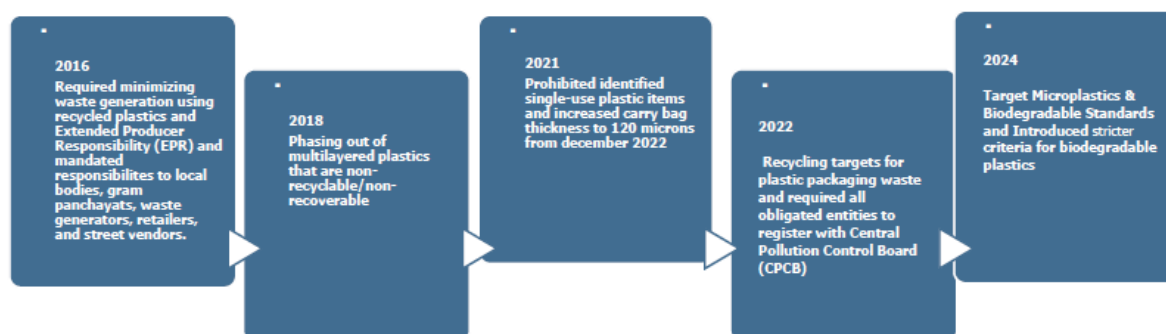 2016
Required minimizing
waste generation using
recycled plastics and
Extended Producer
Responsibility (EPR) and
mandated
responsibilites to local
bodies, gram
panchayats, waste
generators, retailers,
and street vendors.
2018
Phasing out of
multilayered plastics
that are non-
recyclable/non-
recoverable
2021
Prohibited identified
single-use plastic items
and increased carry bag
thickness to 120 microns
from december 2022
2022
Recycling targets for
plastic packaging waste
and required all
obligated entities to
register with Central
Pollution Control Board
(CPCB)
2024
Target Microplastics &
Biodegradable Standards
and Introduced stricter
criteria for biodegradable
plastics